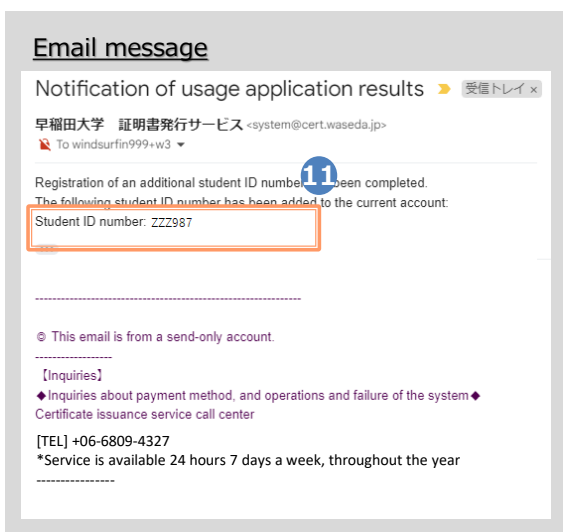 Email message
Notification of usage application results 受信トレイ ×
早稲田大学 証明書発行サービス <system@cert.waseda.jp>
To windsurfin999+w3
11
Registration of an additional student ID number been completed.
The following student ID number has been added to the current account:
Student ID number: ZZZ987
---------------------------------------------------------------
◎ This email is from a send-only account.
------------------
【Inquiries】
◆Inquiries about payment method, and operations and failure of the system◆
Certificate issuance service call center
[TEL] +06-6809-4327
*Service is available 24 hours 7 days a week, throughout the year
----------------